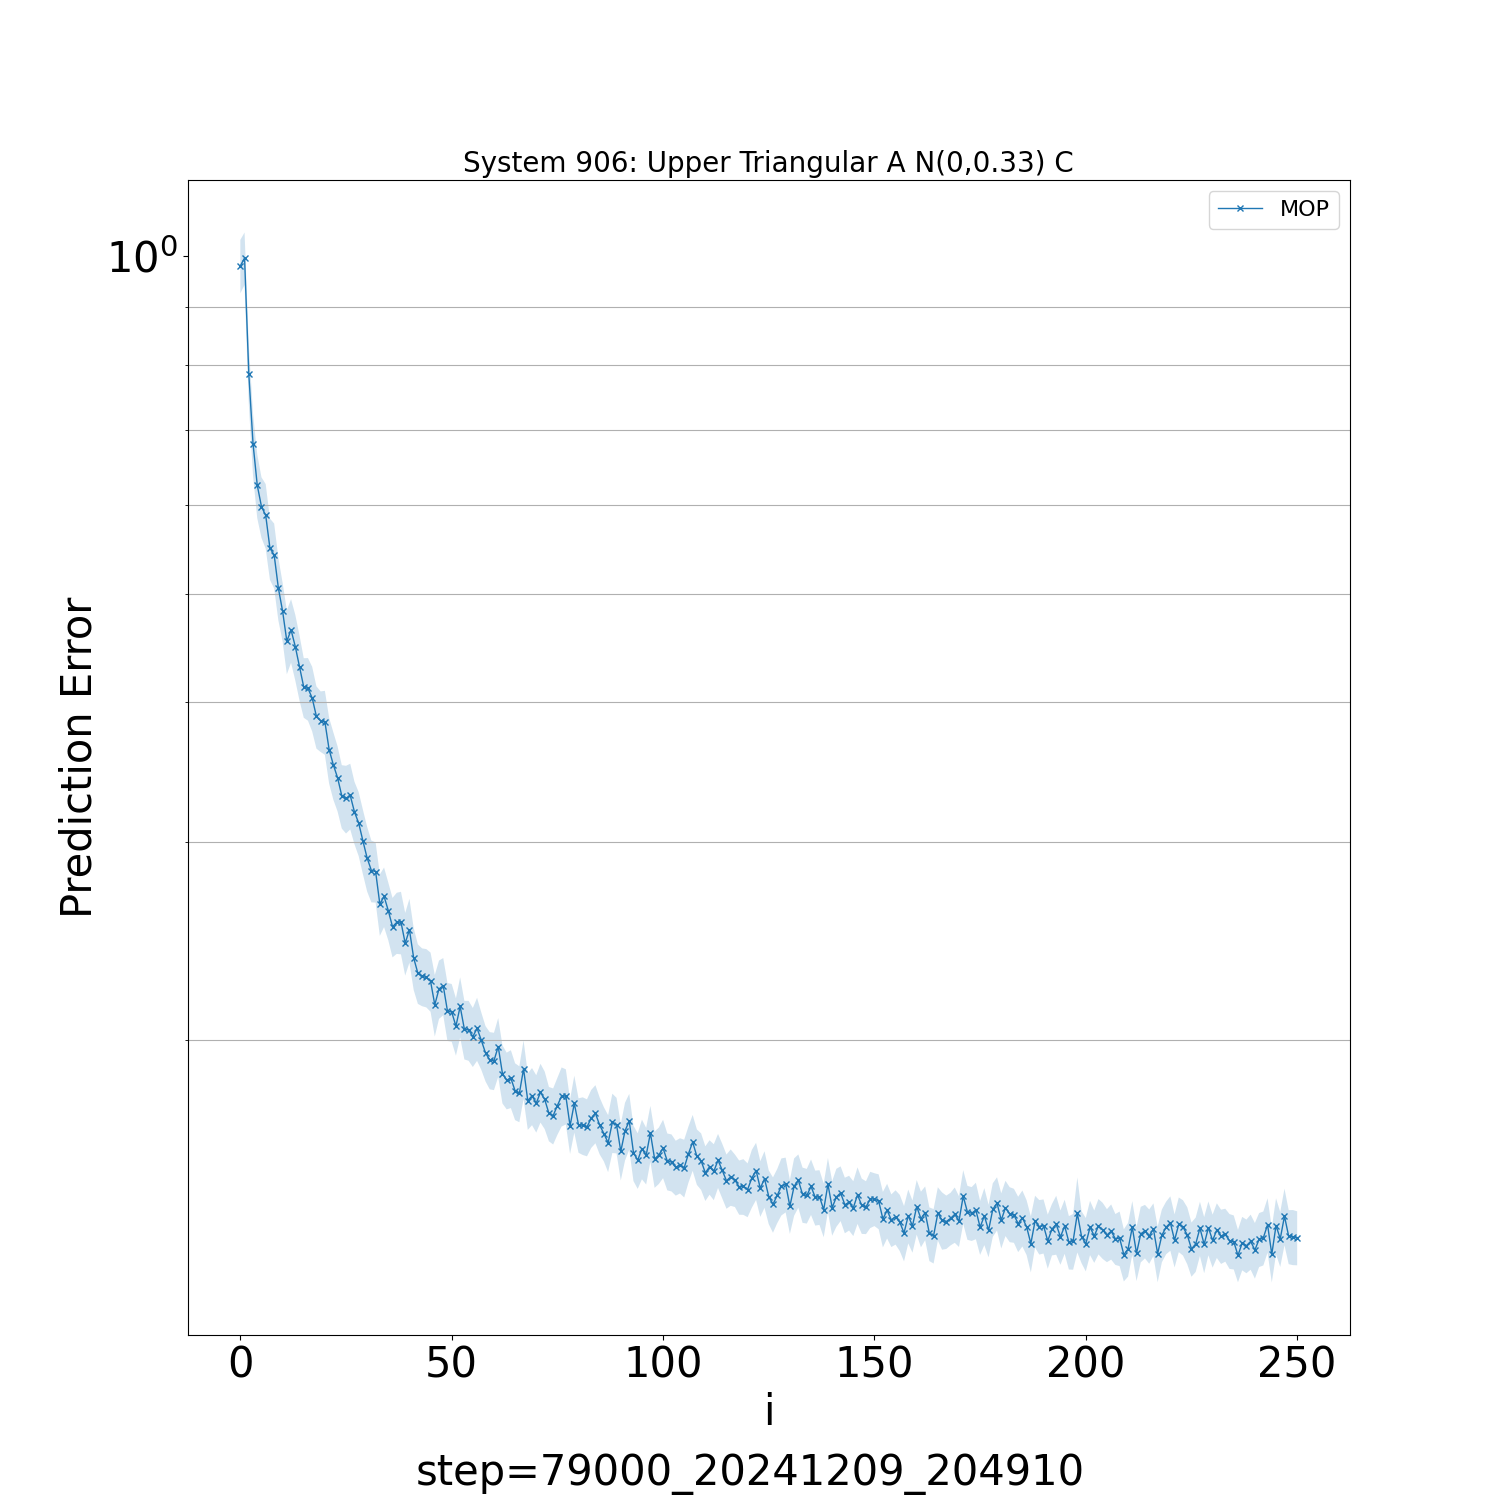 System 906: Upper Triangular A N(0,0.33) C
MOP
10⁰
Prediction Error
0 50 100 150 200 250
i
step=79000_20241209_204910